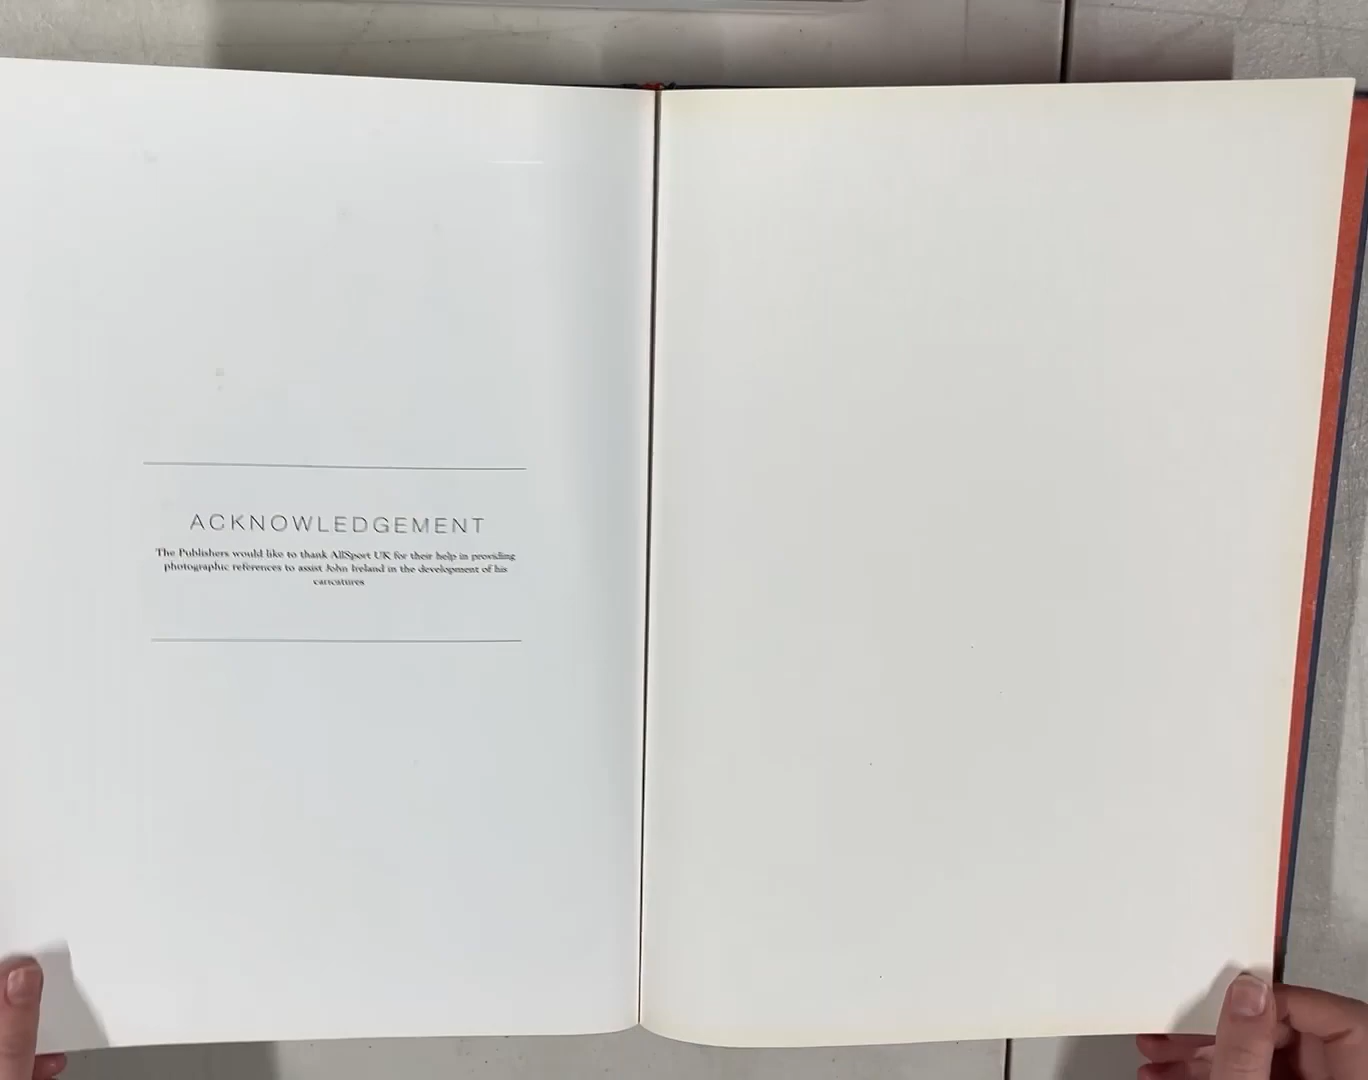 ACKNOWLEDGEMENT
The Publishers would like to thank AllSport UK for their help in providing
photographic references to assist John Ireland in the development of his
caricatures